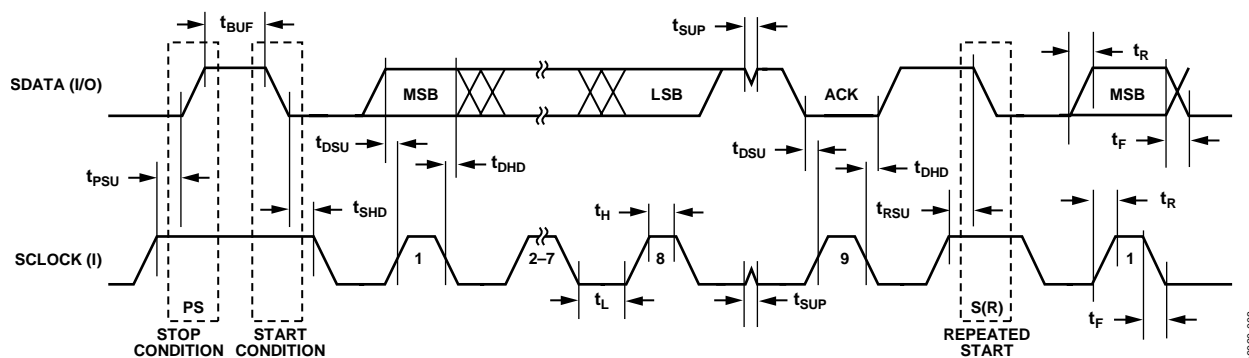 tBUF
tSUP
tR
SDATA (I/O)
MSB
LSB
ACK
MSB
tDSU
tDHD
tDSU
tDHD
tF
tPSU
tSHD
tH
tRSU
tR
SCLOCK (I)
1
2–7
8
9
1
PS
tL
tSUP
S(R)
tF
STOP
CONDITION
START
CONDITION
REPEATED
START